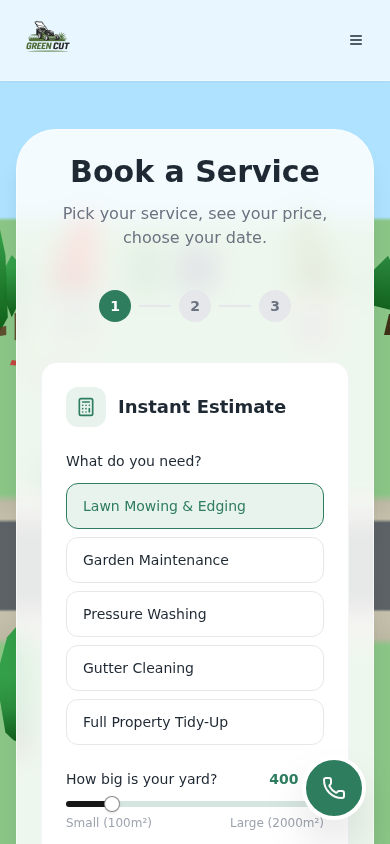 GREEN CUT
Book a Service
Pick your service, see your price,
choose your date.
1 2 3
Instant Estimate
What do you need?
Lawn Mowing & Edging
Garden Maintenance
Pressure Washing
Gutter Cleaning
Full Property Tidy-Up
How big is your yard? 400
Small (100m²) Large (2000m²)